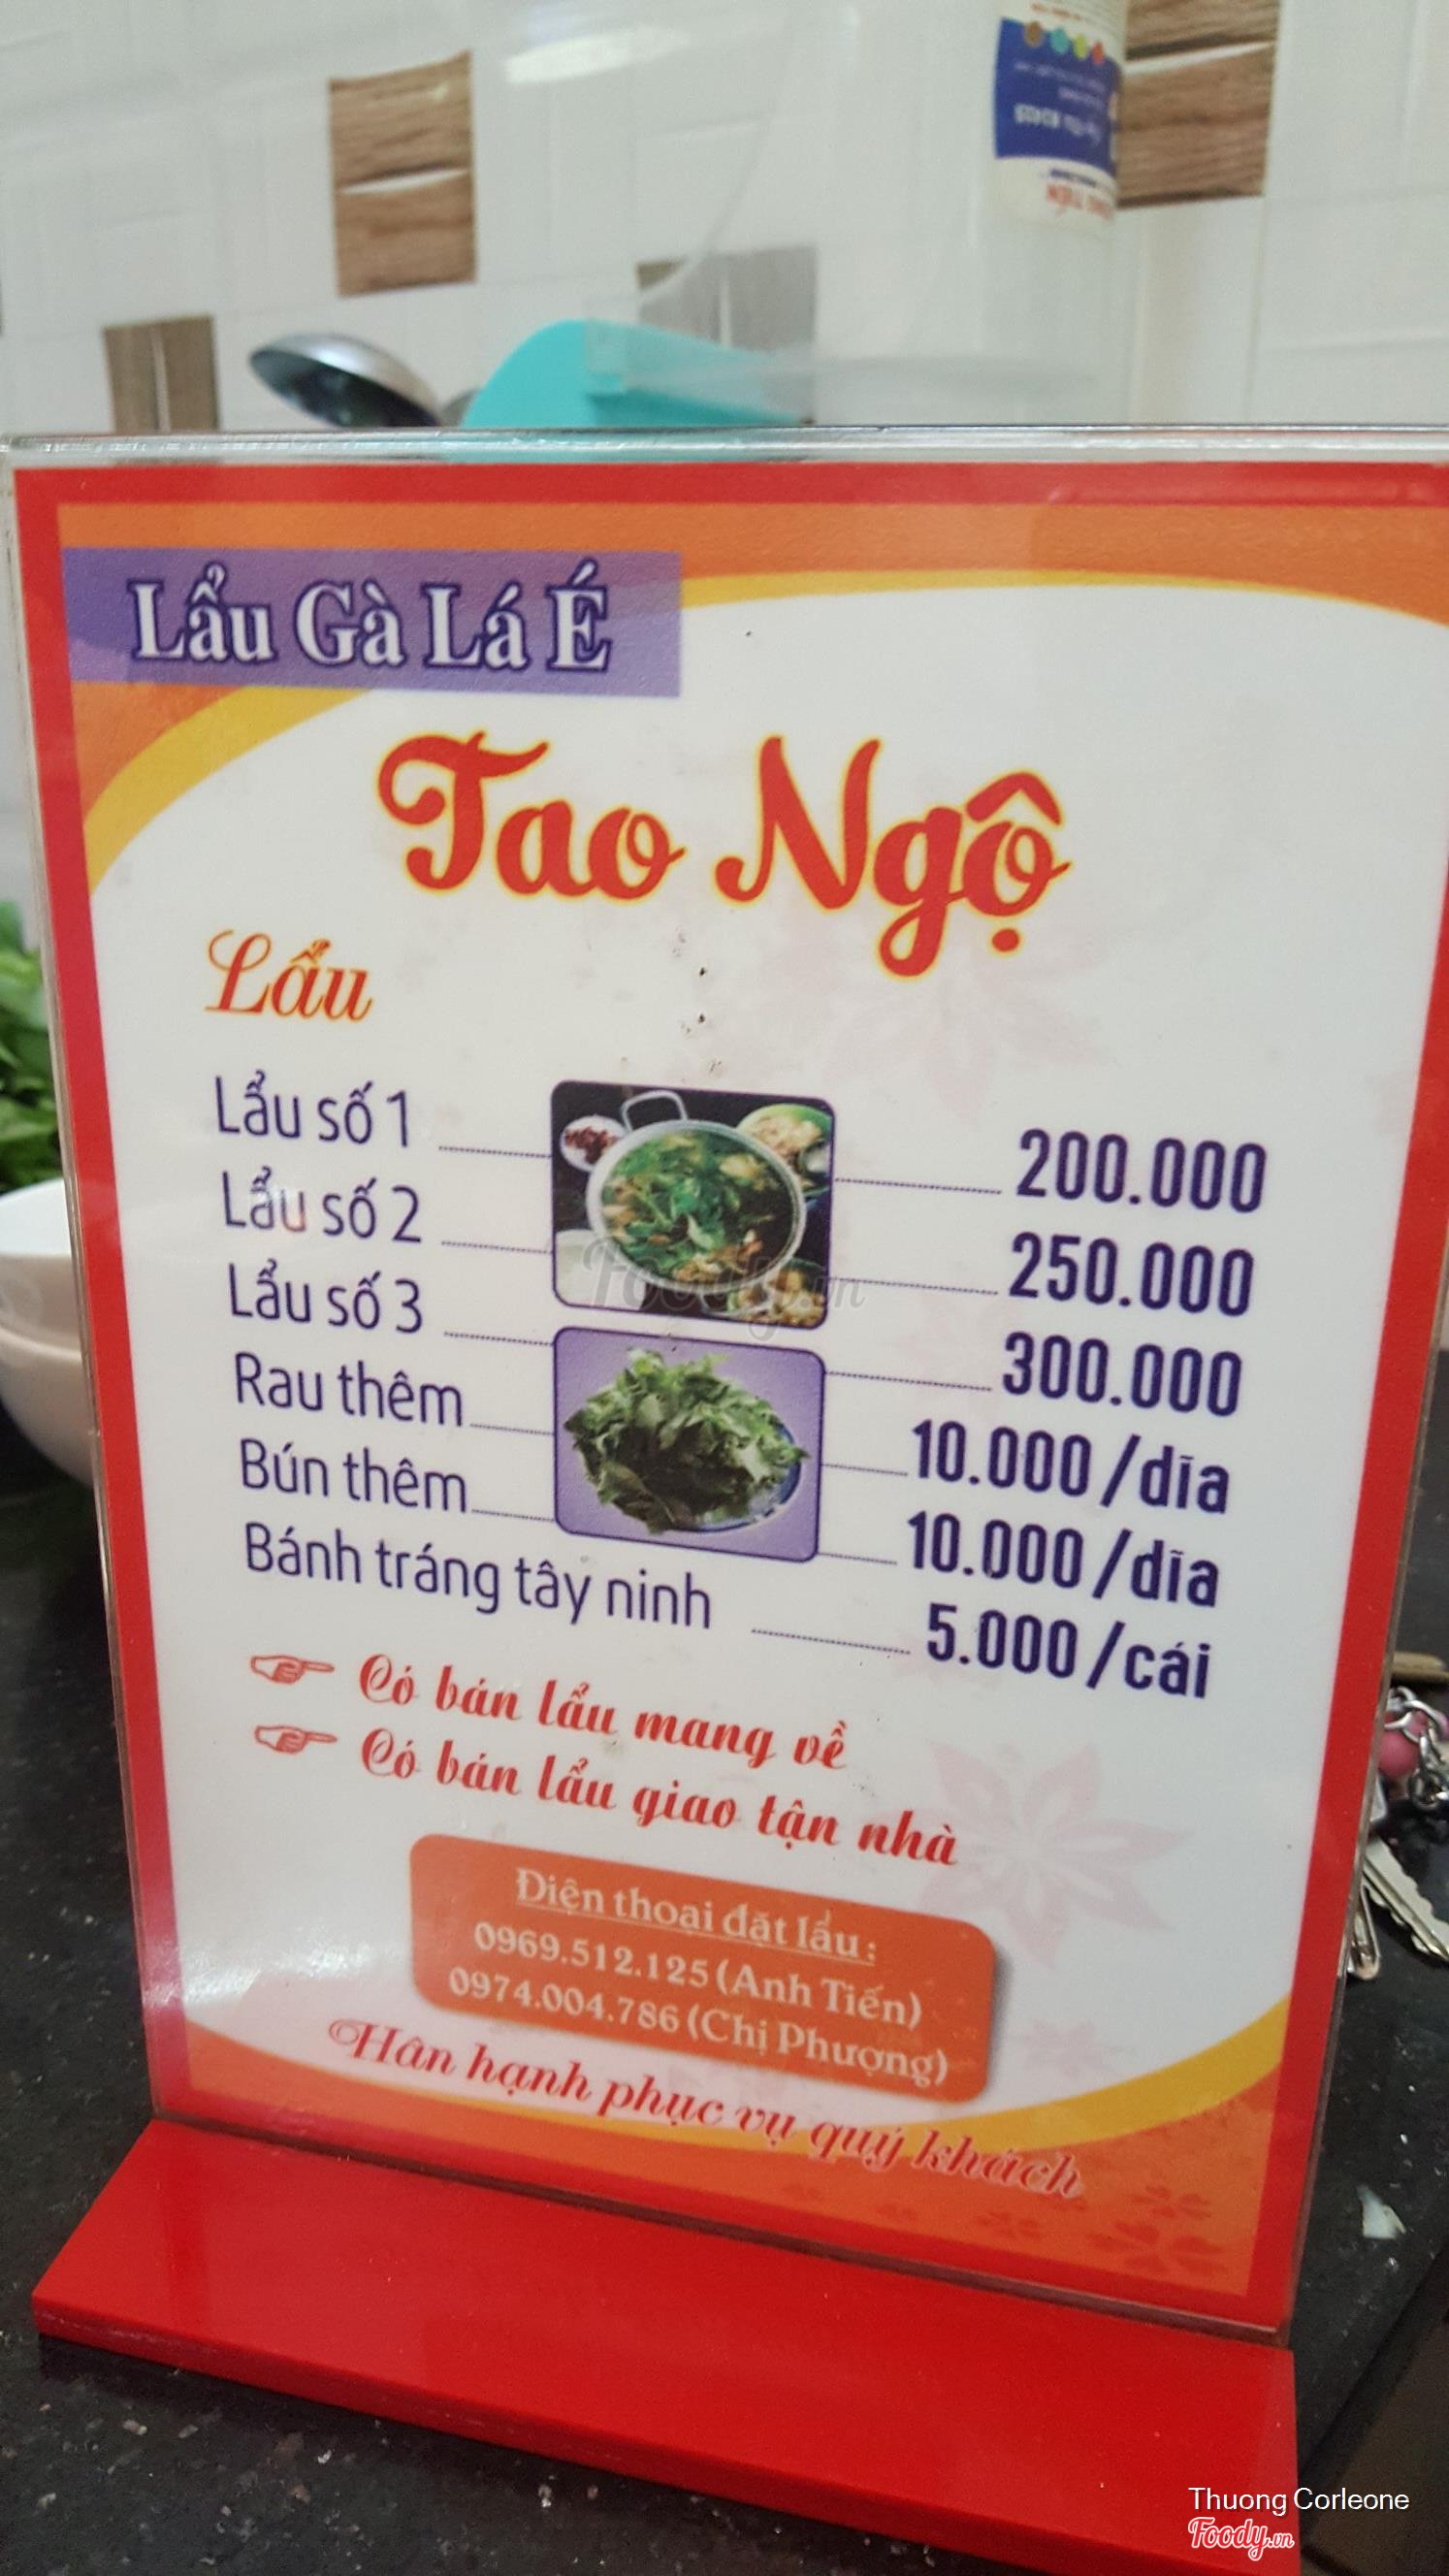 Lẩu Gà Lá É
Tao Ngộ
Lẩu
Lẩu số 1 200.000
Lẩu số 2 250.000
Lẩu số 3 300.000
Rau thêm 10.000/dĩa
Bún thêm 10.000/dĩa
Bánh tráng tây ninh 5.000/cái
Có bán lẩu mang về
Có bán lẩu giao tận nhà
Điện thoại đặt lẩu:
0969.512.125 (Anh Tiến)
0974.004.786 (Chị Phượng)
Hân hạnh phục vụ quý khách
Foody.vn
Thuong Corleone
Foody.vn